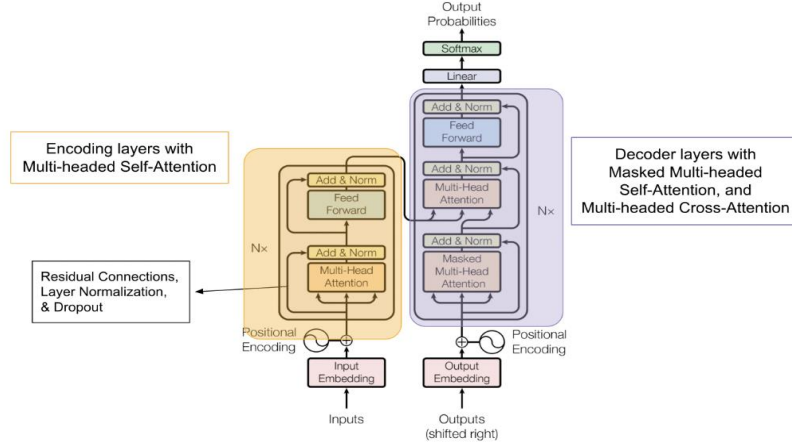 Output
Probabilities
Softmax
Linear
Add & Norm
Feed
Forward
Add & Norm
Multi-Head
Attention
Add & Norm
Masked
Multi-Head
Attention
Nx
Decoder layers with
Masked Multi-headed
Self-Attention, and
Multi-headed Cross-Attention
Encoding layers with
Multi-headed Self-Attention
Add & Norm
Feed
Forward
Add & Norm
Multi-Head
Attention
Nx
Residual Connections,
Layer Normalization,
& Dropout
Positional
Encoding
Positional
Encoding
Input
Embedding
Output
Embedding
Inputs
Outputs
(shifted right)